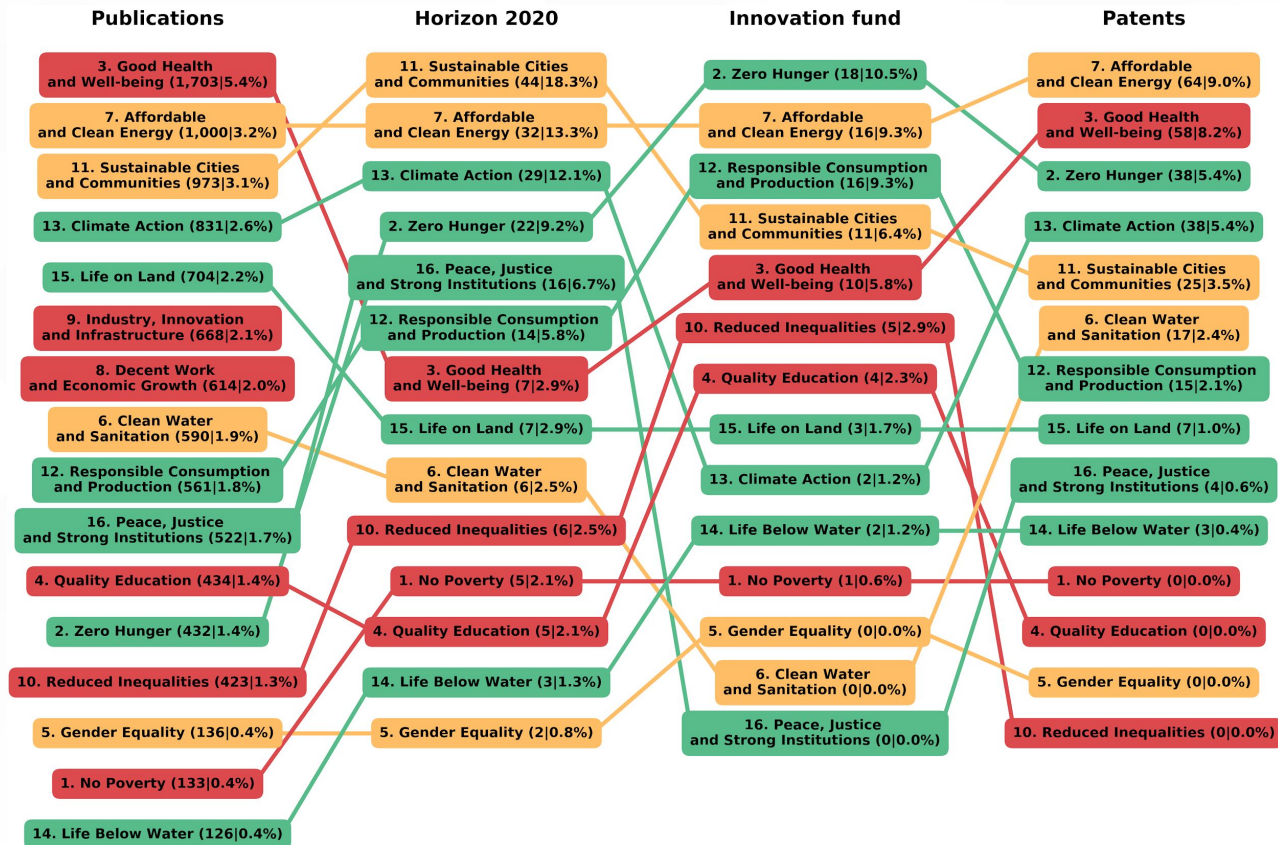 Publications
3. Good Health
and Well-being (1,703|5.4%)
7. Affordable
and Clean Energy (1,000|3.2%)
11. Sustainable Cities
and Communities (973|3.1%)
13. Climate Action (831|2.6%)
15. Life on Land (704|2.2%)
9. Industry, Innovation
and Infrastructure (668|2.1%)
8. Decent Work
and Economic Growth (614|2.0%)
6. Clean Water
and Sanitation (590|1.9%)
12. Responsible Consumption
and Production (561|1.8%)
16. Peace, Justice
and Strong Institutions (522|1.7%)
4. Quality Education (434|1.4%)
2. Zero Hunger (432|1.4%)
10. Reduced Inequalities (423|1.3%)
5. Gender Equality (136|0.4%)
1. No Poverty (133|0.4%)
14. Life Below Water (126|0.4%)
Horizon 2020
11. Sustainable Cities
and Communities (44|18.3%)
7. Affordable
and Clean Energy (32|13.3%)
13. Climate Action (29|12.1%)
2. Zero Hunger (22|9.2%)
16. Peace, Justice
and Strong Institutions (16|6.7%)
12. Responsible Consumption
and Production (14|5.8%)
3. Good Health
and Well-being (7|2.9%)
15. Life on Land (7|2.9%)
6. Clean Water
and Sanitation (6|2.5%)
10. Reduced Inequalities (6|2.5%)
1. No Poverty (5|2.1%)
4. Quality Education (5|2.1%)
14. Life Below Water (3|1.3%)
5. Gender Equality (2|0.8%)
Innovation fund
2. Zero Hunger (18|10.5%)
7. Affordable
and Clean Energy (16|9.3%)
12. Responsible Consumption
and Production (16|9.3%)
11. Sustainable Cities
and Communities (11|6.4%)
3. Good Health
and Well-being (10|5.8%)
10. Reduced Inequalities (5|2.9%)
4. Quality Education (4|2.3%)
15. Life on Land (3|1.7%)
13. Climate Action (2|1.2%)
14. Life Below Water (2|1.2%)
1. No Poverty (1|0.6%)
5. Gender Equality (0|0.0%)
6. Clean Water
and Sanitation (0|0.0%)
16. Peace, Justice
and Strong Institutions (0|0.0%)
Patents
7. Affordable
and Clean Energy (64|9.0%)
3. Good Health
and Well-being (58|8.2%)
2. Zero Hunger (38|5.4%)
13. Climate Action (38|5.4%)
11. Sustainable Cities
and Communities (25|3.5%)
6. Clean Water
and Sanitation (17|2.4%)
12. Responsible Consumption
and Production (15|2.1%)
15. Life on Land (7|1.0%)
16. Peace, Justice
and Strong Institutions (4|0.6%)
14. Life Below Water (3|0.4%)
1. No Poverty (0|0.0%)
4. Quality Education (0|0.0%)
5. Gender Equality (0|0.0%)
10. Reduced Inequalities (0|0.0%)